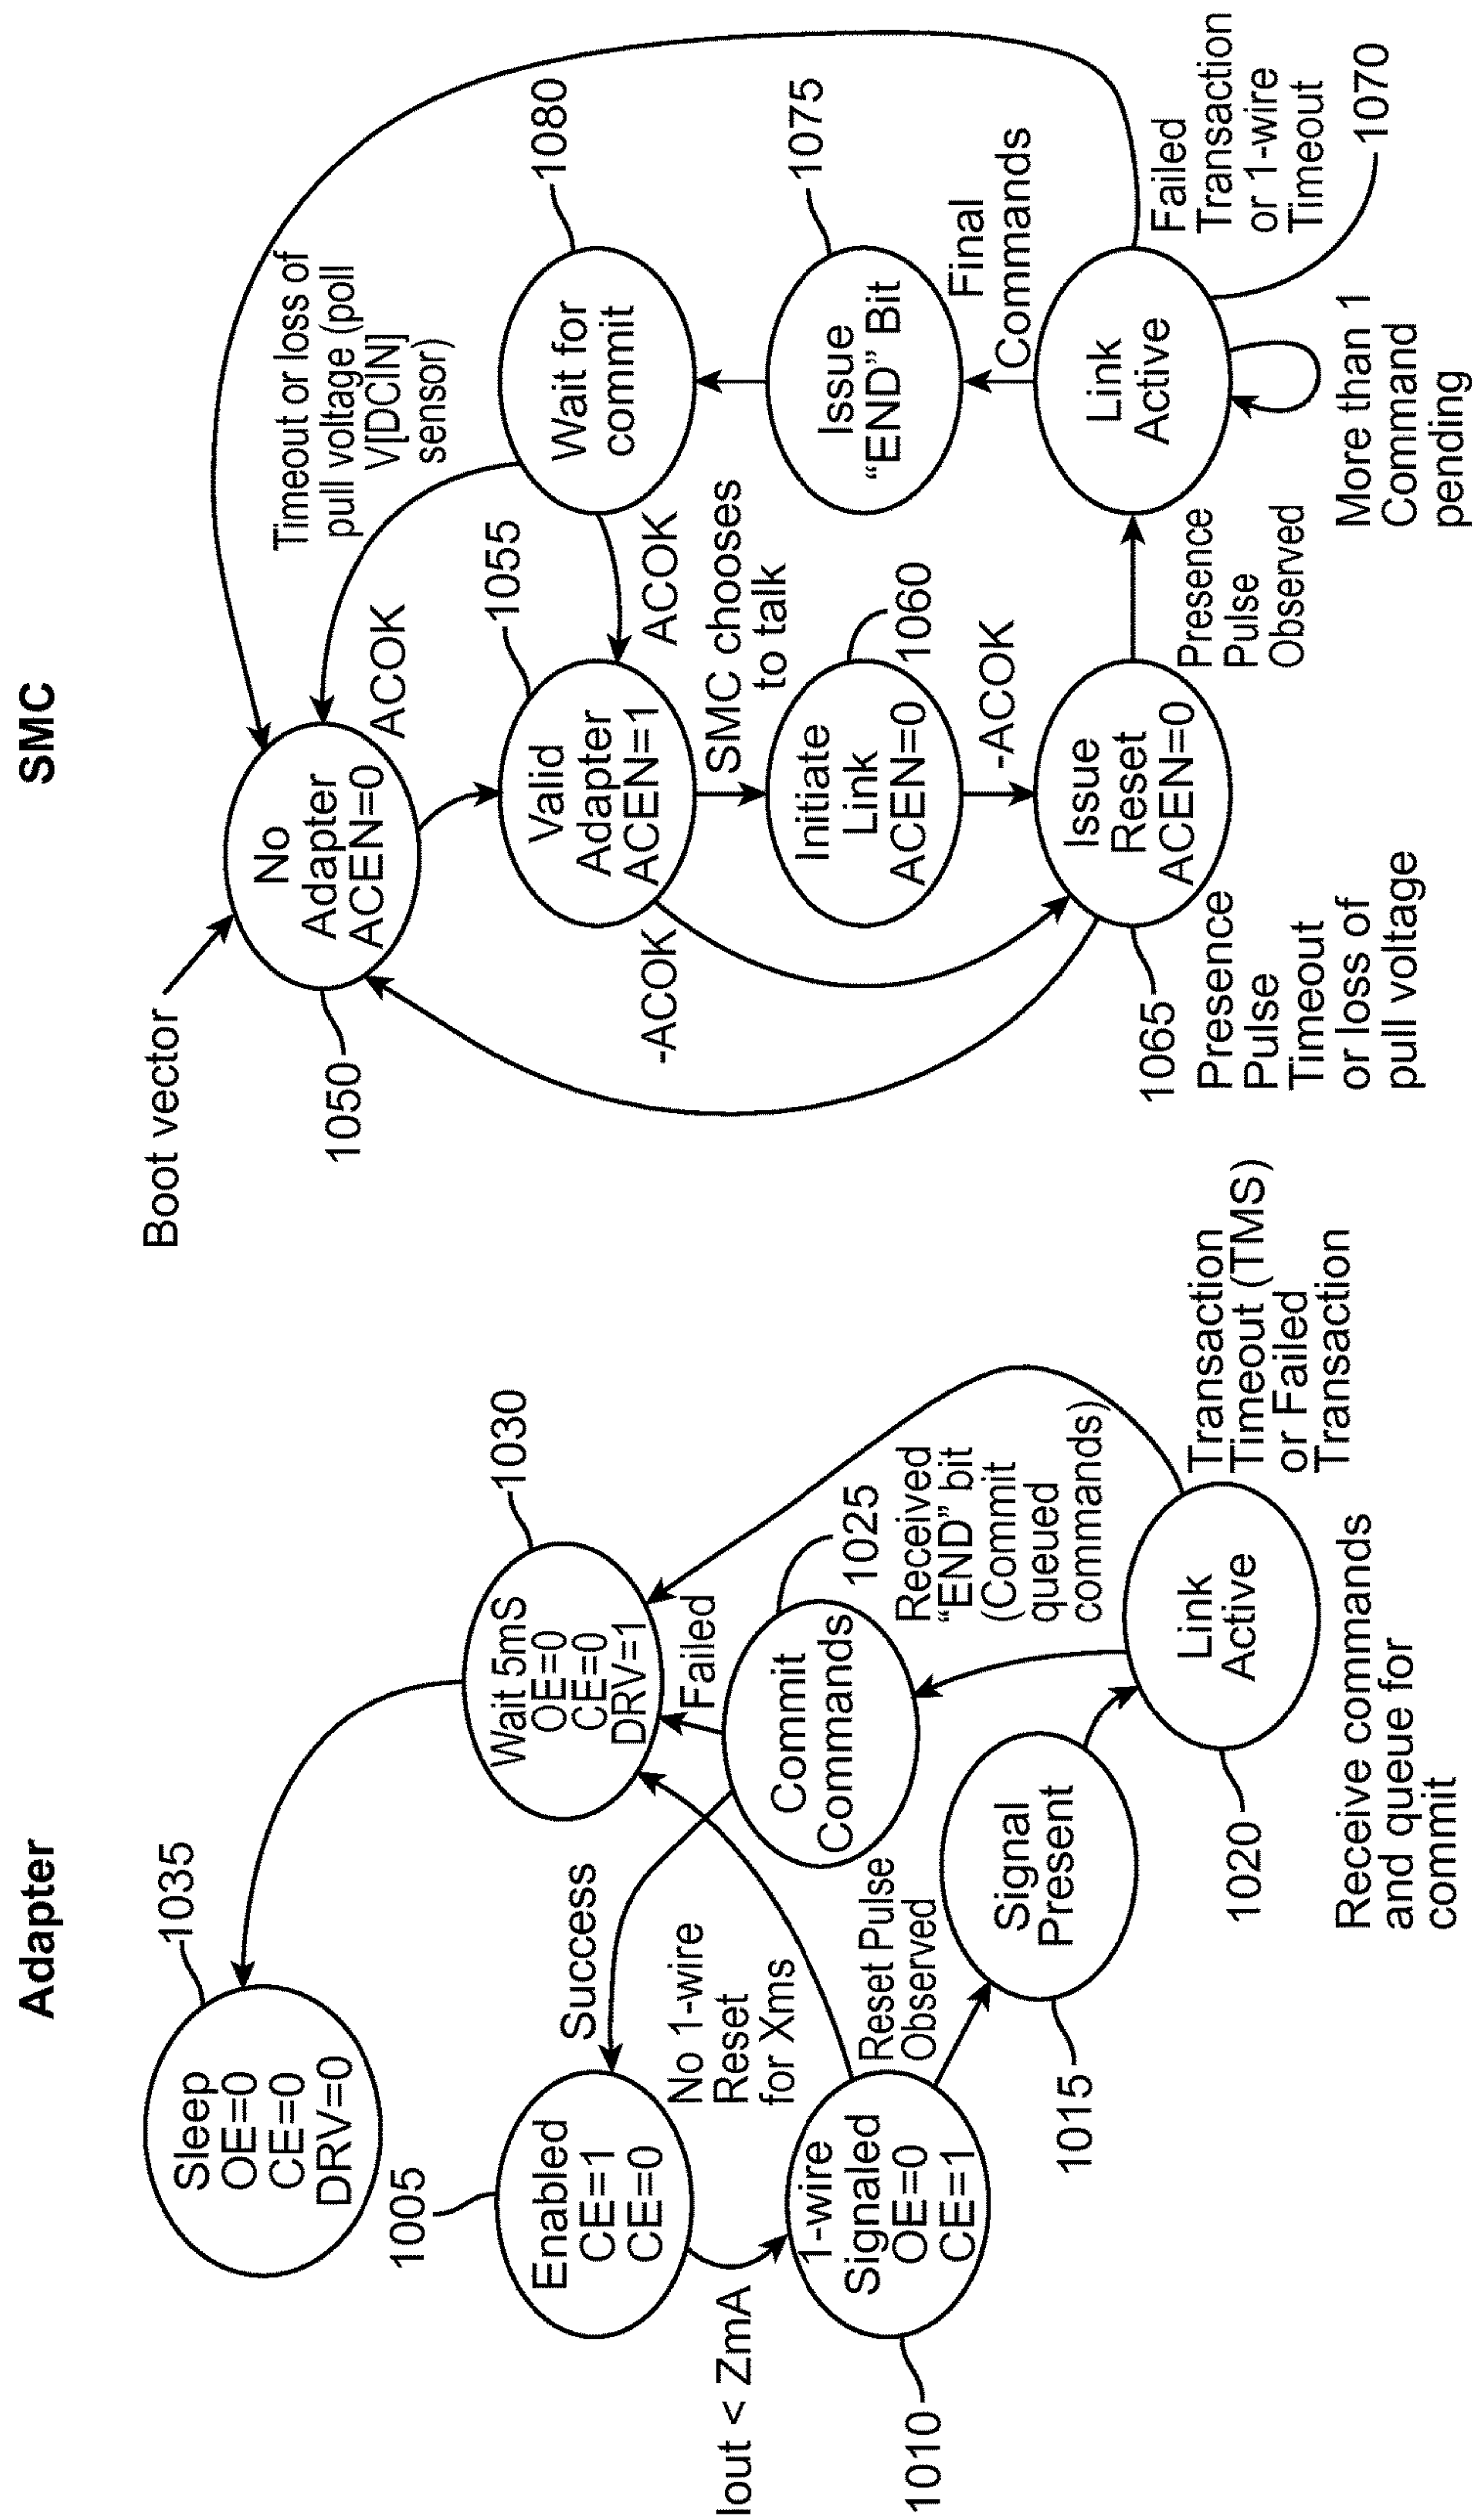 Adapter
1035
Sleep
OE=0
CE=0
DRV=0
1030
Wait 5mS
OE=0
CE=0
DRV=1
1005
Enabled
CE=1
CE=0
Success
Failed
No 1-wire
Reset
for Xms
1025
Commit
Commands
Received
“END” bit
(Commit
queued
commands)
Iout < ZmA
1-wire
Signaled
OE=0
CE=1
1010
Reset Pulse
Observed
Signal
Present
1015
Link
Active
1020
Transaction
Timeout (TMS)
or Failed
Transaction
Receive commands
and queue for
commit
SMC
Boot vector
No
Adapter
ACEN=0
1050
ACOK
Timeout or loss of
pull voltage (poll
V[DCIN]
sensor)
1080
Wait for
commit
1055
Valid
Adapter
ACEN=1
ACOK
-ACOK
SMC chooses
to talk
1075
Issue
“END” Bit
Initiate
Link
ACEN=0
1060
-ACOK
Final
Commands
Issue
Reset
ACEN=0
1065
Presence
Pulse
Timeout
or loss of
pull voltage
Presence
Pulse
Observed
Link
Active
Failed
Transaction
or 1-wire
Timeout
1070
More than 1
Command
pending